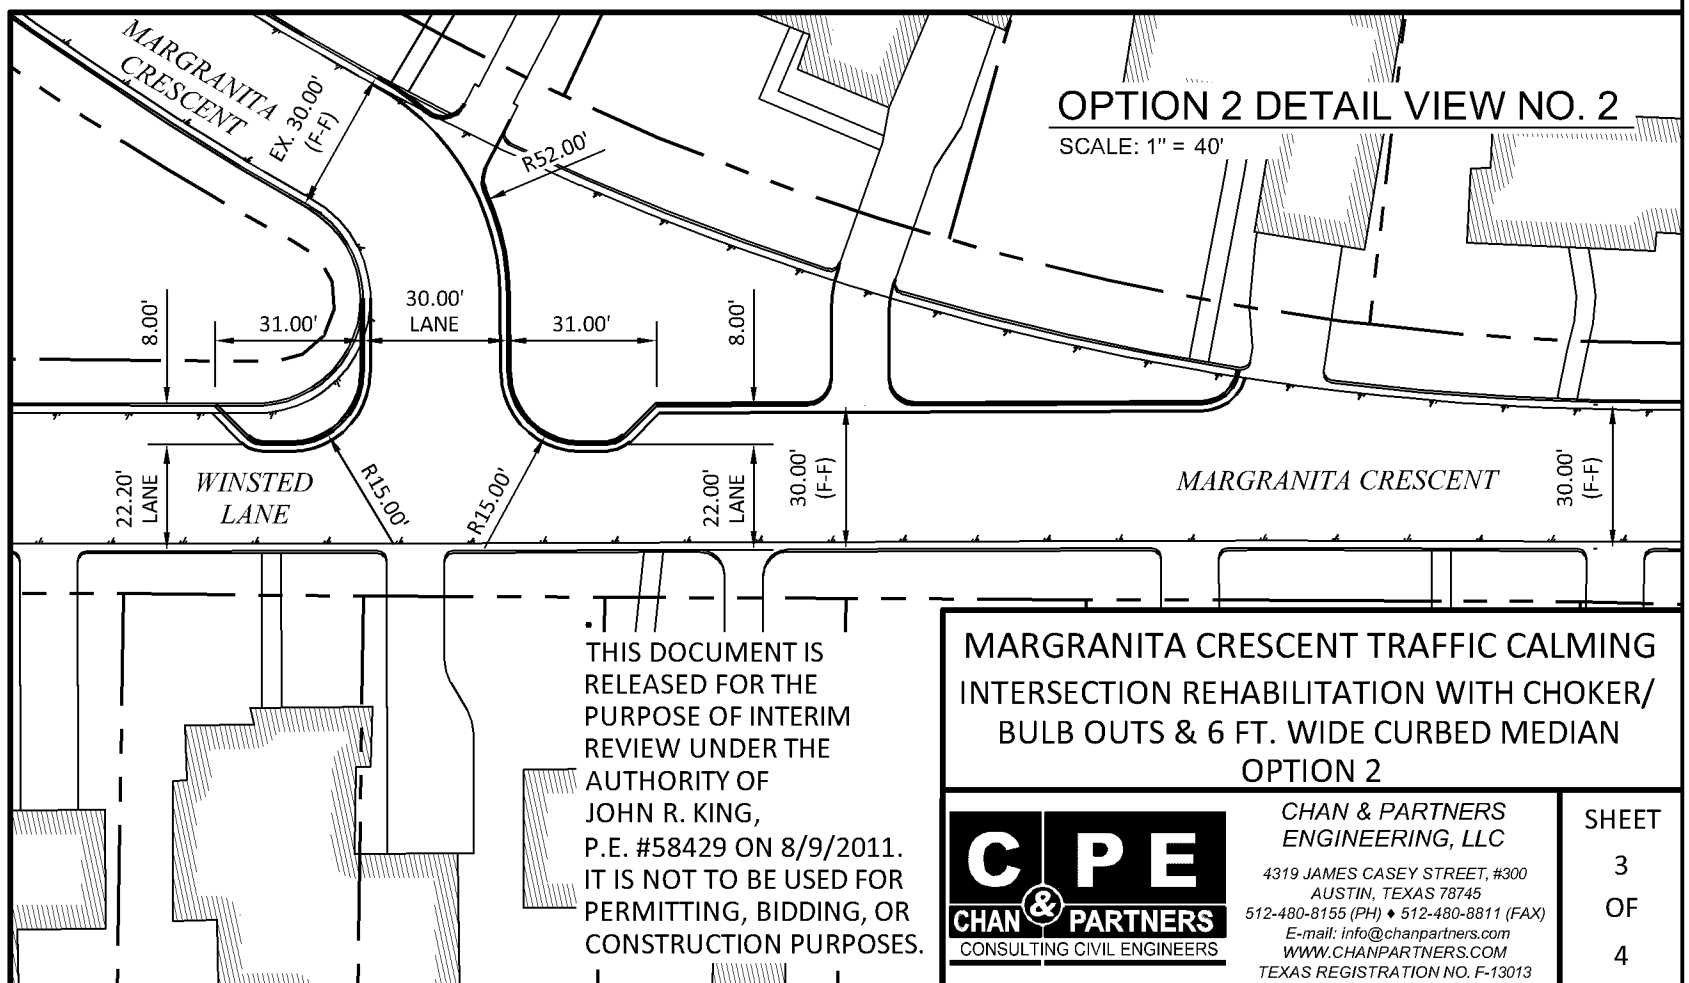 MARGRANITA
CRESCENT
EX. 30.00'
(F-F)
OPTION 2 DETAIL VIEW NO. 2
SCALE: 1" = 40'
R52.00'
8.00'
31.00'
30.00'
LANE
31.00'
8.00'
22.20'
LANE
WINSTED
LANE
R15.00'
R15.00'
22.00'
LANE
30.00'
(F-F)
MARGRANITA CRESCENT
30.00'
(F-F)
THIS DOCUMENT IS
RELEASED FOR THE
PURPOSE OF INTERIM
REVIEW UNDER THE
AUTHORITY OF
JOHN R. KING,
P.E. #58429 ON 8/9/2011.
IT IS NOT TO BE USED FOR
PERMITTING, BIDDING, OR
CONSTRUCTION PURPOSES.
MARGRANITA CRESCENT TRAFFIC CALMING
INTERSECTION REHABILITATION WITH CHOKER/
BULB OUTS & 6 FT. WIDE CURBED MEDIAN
OPTION 2
C P E
CHAN & PARTNERS
CONSULTING CIVIL ENGINEERS
CHAN & PARTNERS
ENGINEERING, LLC
4319 JAMES CASEY STREET, #300
AUSTIN, TEXAS 78745
512-480-8155 (PH) ♦ 512-480-8811 (FAX)
E-mail: info@chanpartners.com
WWW.CHANPARTNERS.COM
TEXAS REGISTRATION NO. F-13013
SHEET
3
OF
4